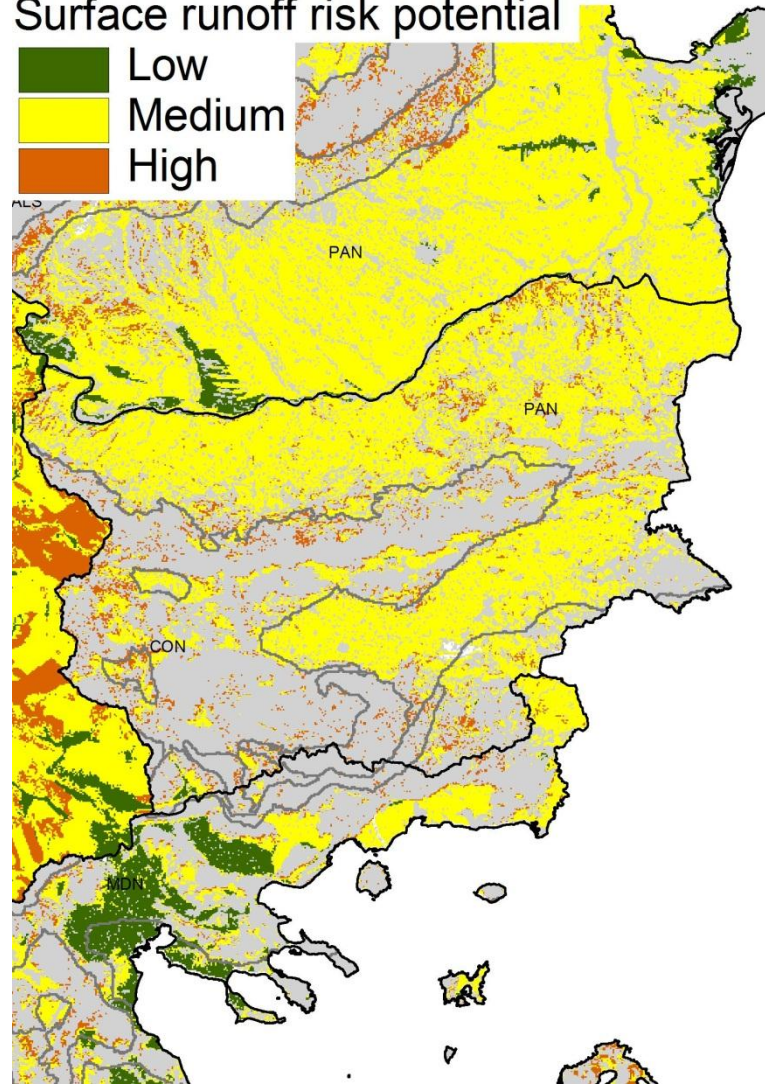 Surface runoff risk potential
Low
Medium
High
ALS
PAN
PAN
CON
MDN